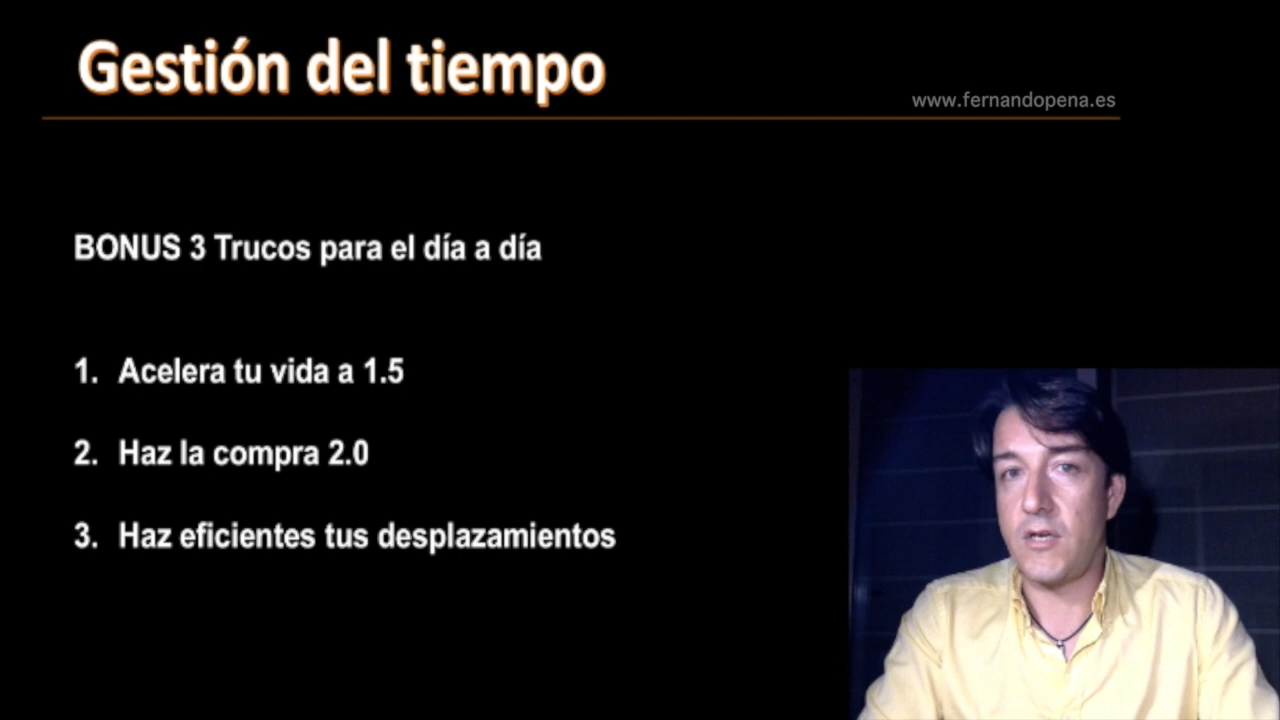 Gestión del tiempo
www.fernandopena.es
BONUS 3 Trucos para el día a día
1. Acelera tu vida a 1.5
2. Haz la compra 2.0
3. Haz eficientes tus desplazamientos